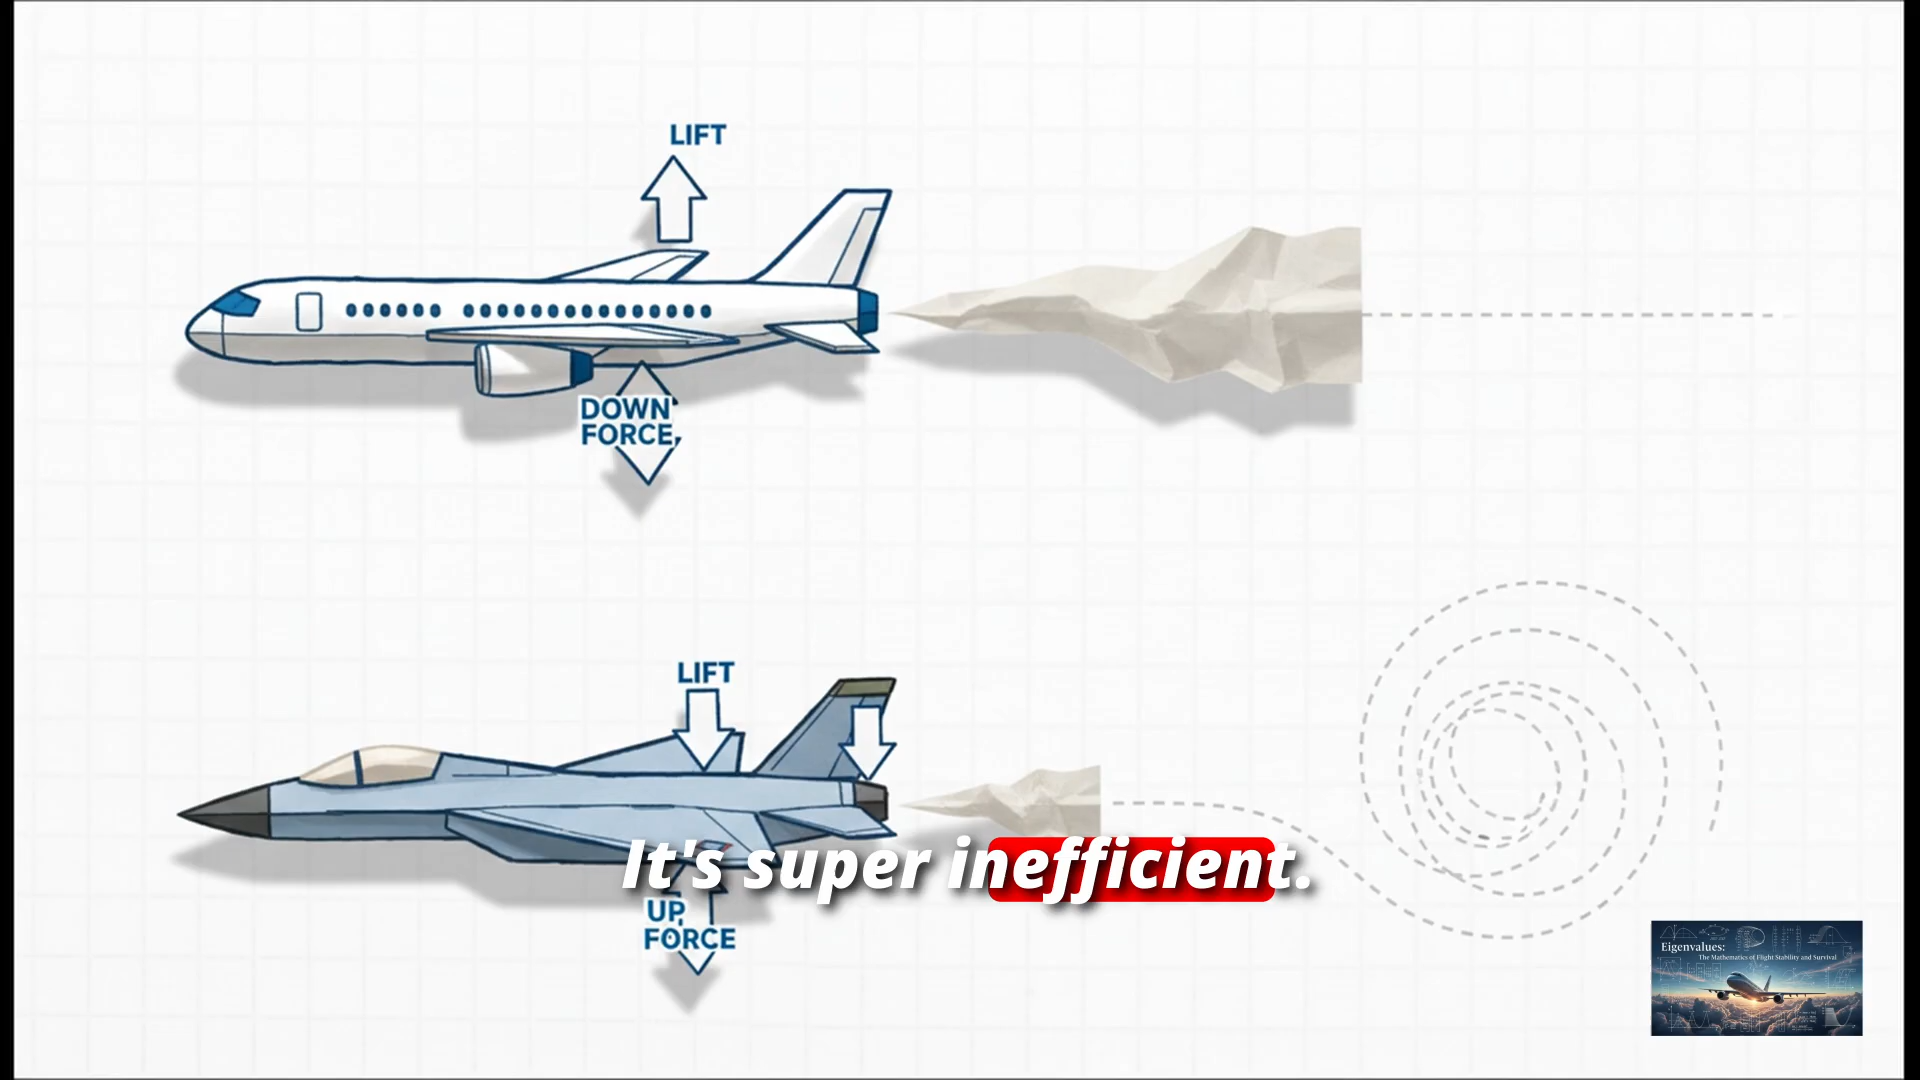 LIFT
DOWN
FORCE,
LIFT
It's super inefficient.
UP,
FORCE
Eigenvalues:
The Mathematics of Flight Stability and Survival